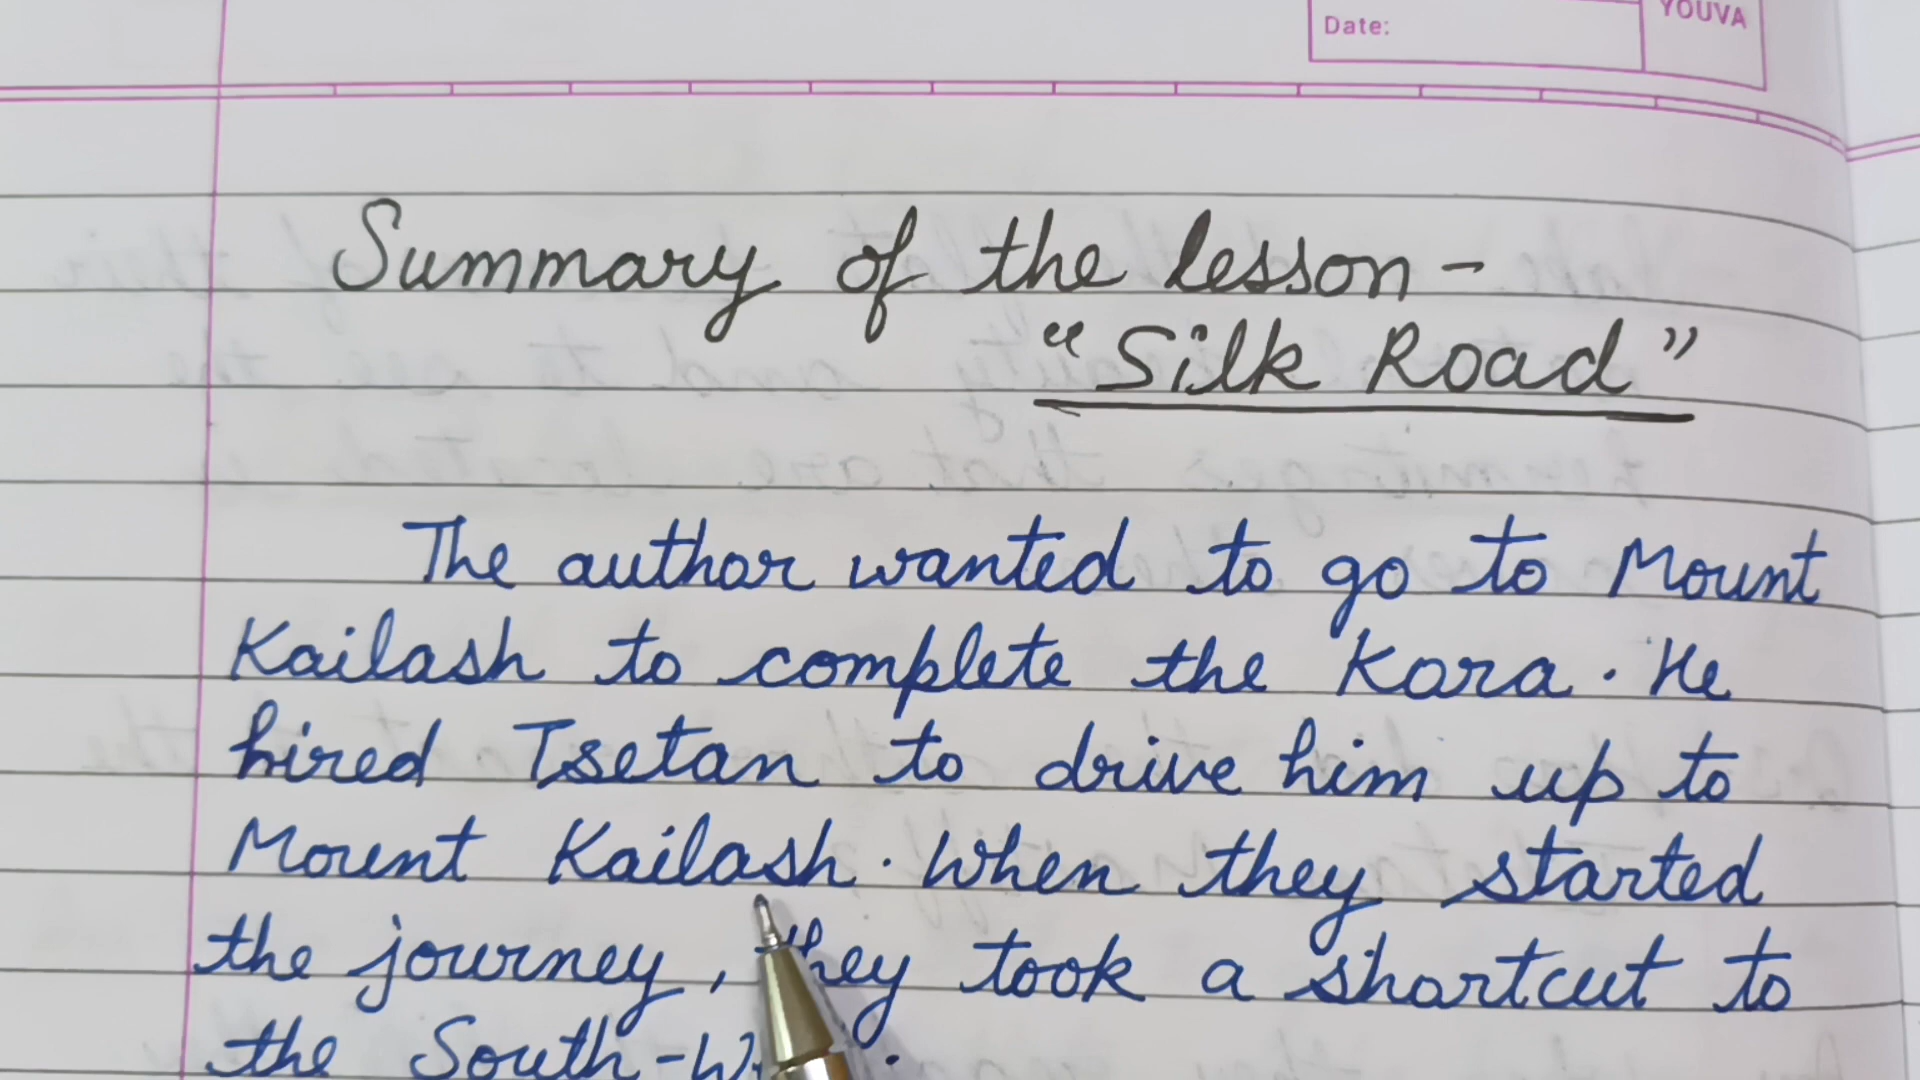 YOUVA
Date:
Summary of the lesson -
"Silk Road"
The author wanted to go to Mount
Kailash to complete the Kora. He
hired Tsetan to drive him up to
Mount Kailash. When they started
the journey, they took a shortcut to
the South-